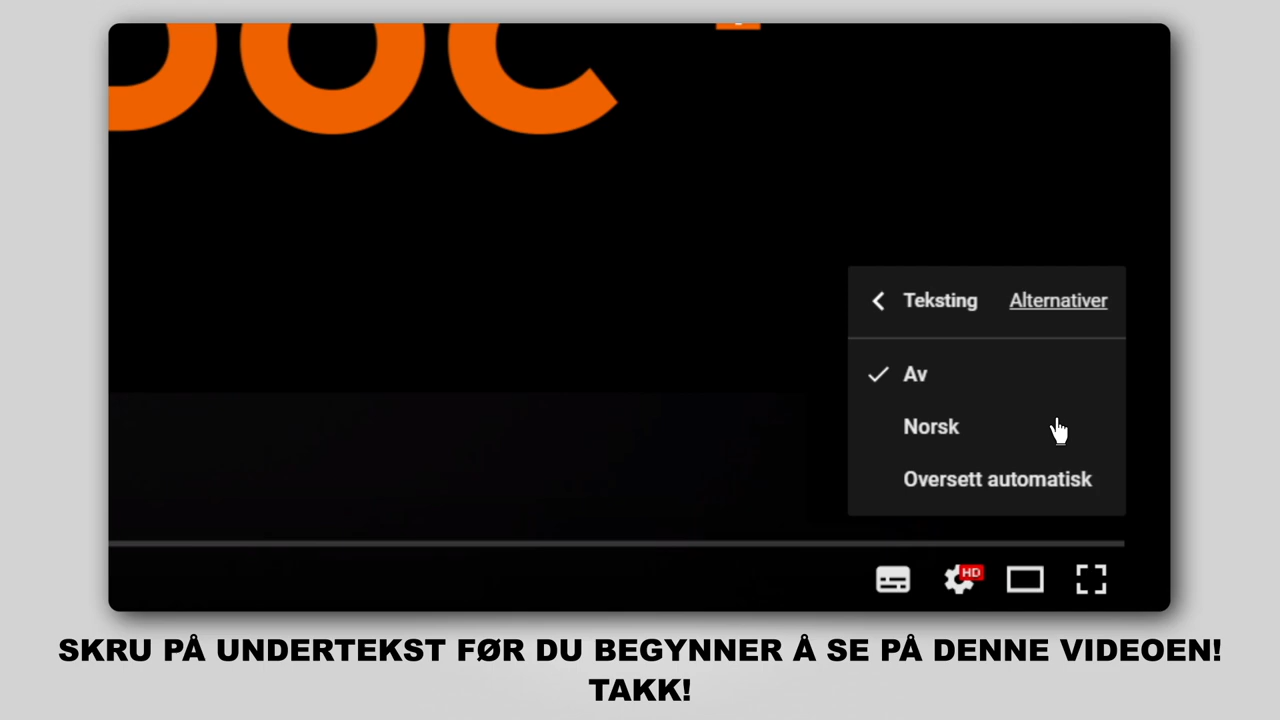 Teksting Alternativer
Av
Norsk
Oversett automatisk
HD
SKRU PÅ UNDERTEKST FØR DU BEGYNNER Å SE PÅ DENNE VIDEOEN!
TAKK!